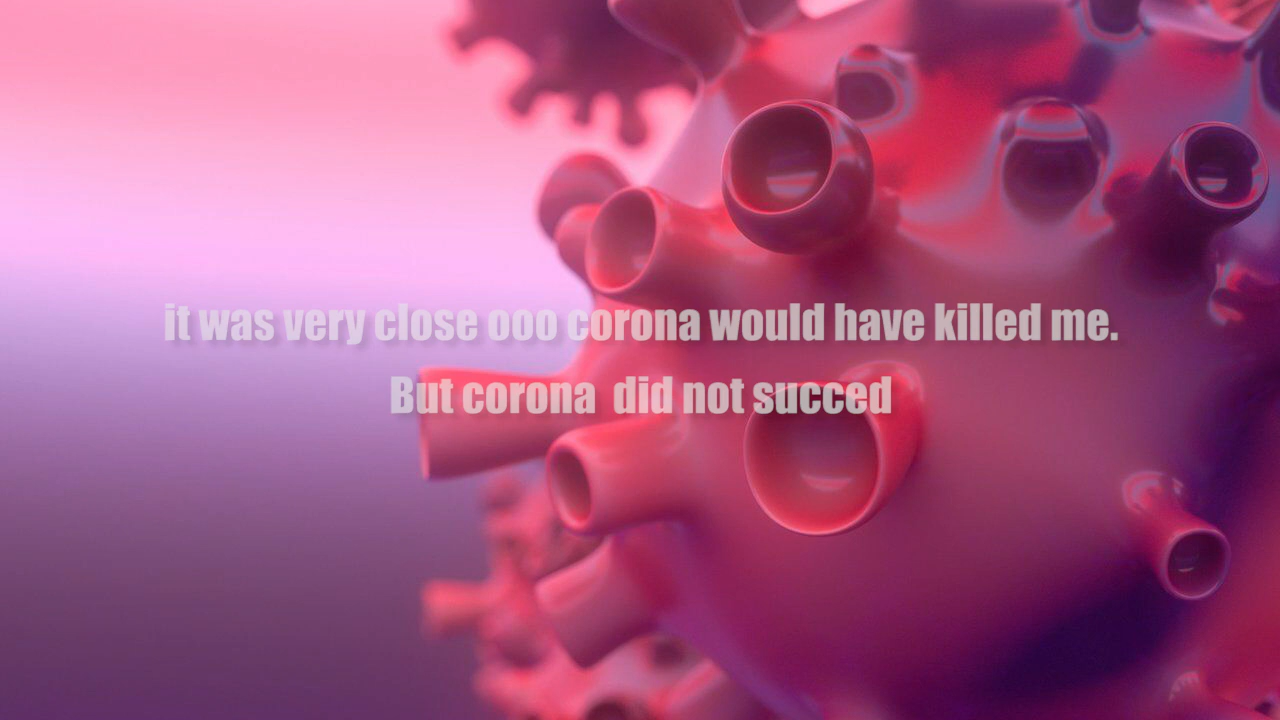 it was very close ooo corona would have killed me.
But corona  did not succed